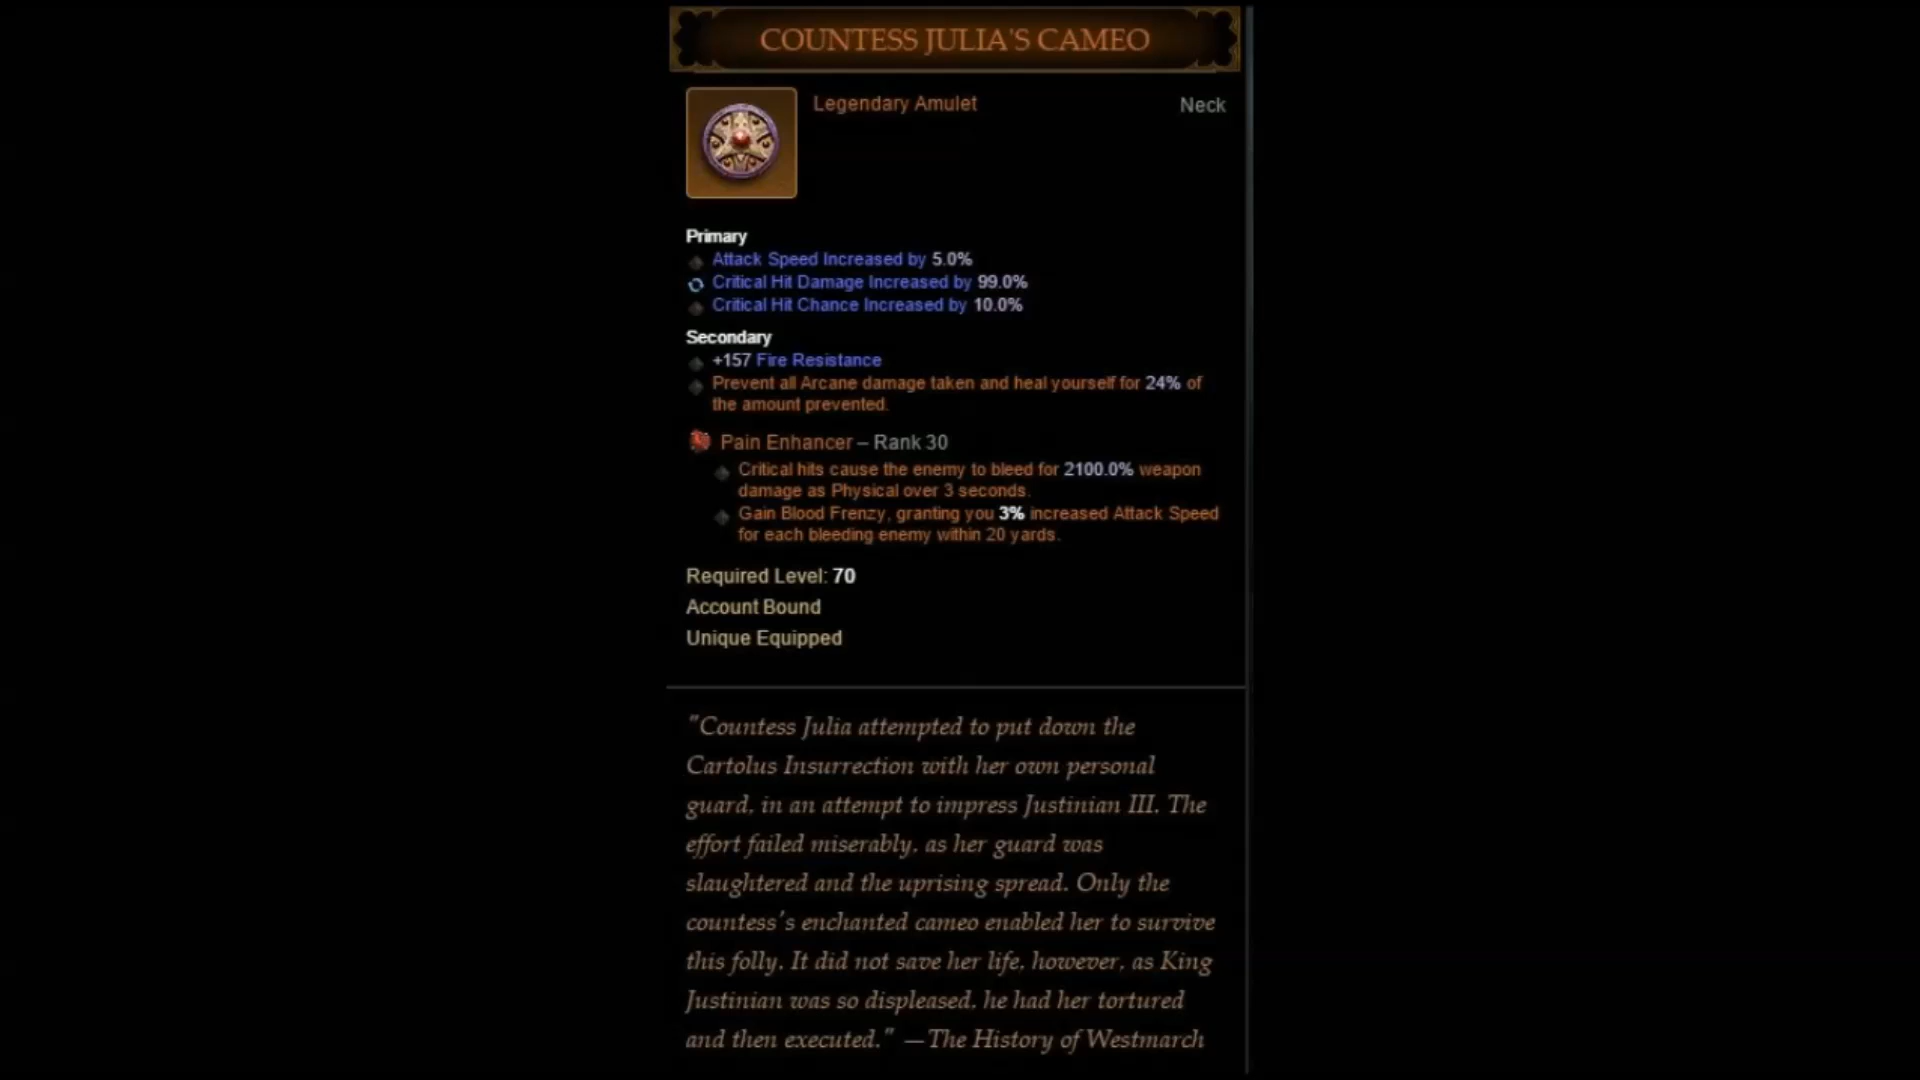 COUNTESS JULIA'S CAMEO
Legendary Amulet
Neck
Primary
Attack Speed Increased by 5.0%
Critical Hit Damage Increased by 99.0%
Critical Hit Chance Increased by 10.0%
Secondary
+157 Fire Resistance
Prevent all Arcane damage taken and heal yourself for 24% of
the amount prevented.
Pain Enhancer – Rank 30
Critical hits cause the enemy to bleed for 2100.0% weapon
damage as Physical over 3 seconds.
Gain Blood Frenzy, granting you 3% increased Attack Speed
for each bleeding enemy within 20 yards.
Required Level: 70
Account Bound
Unique Equipped
"Countess Julia attempted to put down the
Cartolus Insurrection with her own personal
guard, in an attempt to impress Justinian III. The
effort failed miserably, as her guard was
slaughtered and the uprising spread. Only the
countess's enchanted cameo enabled her to survive
this folly. It did not save her life, however, as King
Justinian was so displeased, he had her tortured
and then executed." —The History of Westmarch